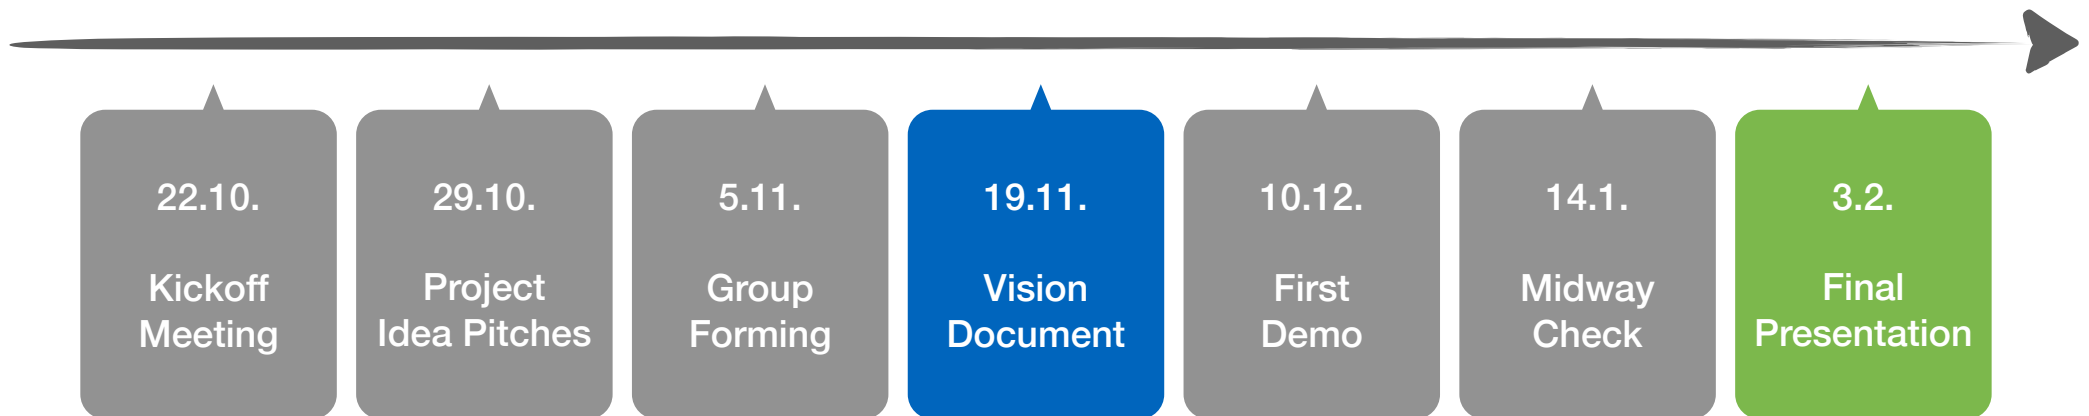 22.10.
Kickoff
Meeting
29.10.
Project
Idea Pitches
5.11.
Group
Forming
19.11.
Vision
Document
10.12.
First
Demo
14.1.
Midway
Check
3.2.
Final
Presentation